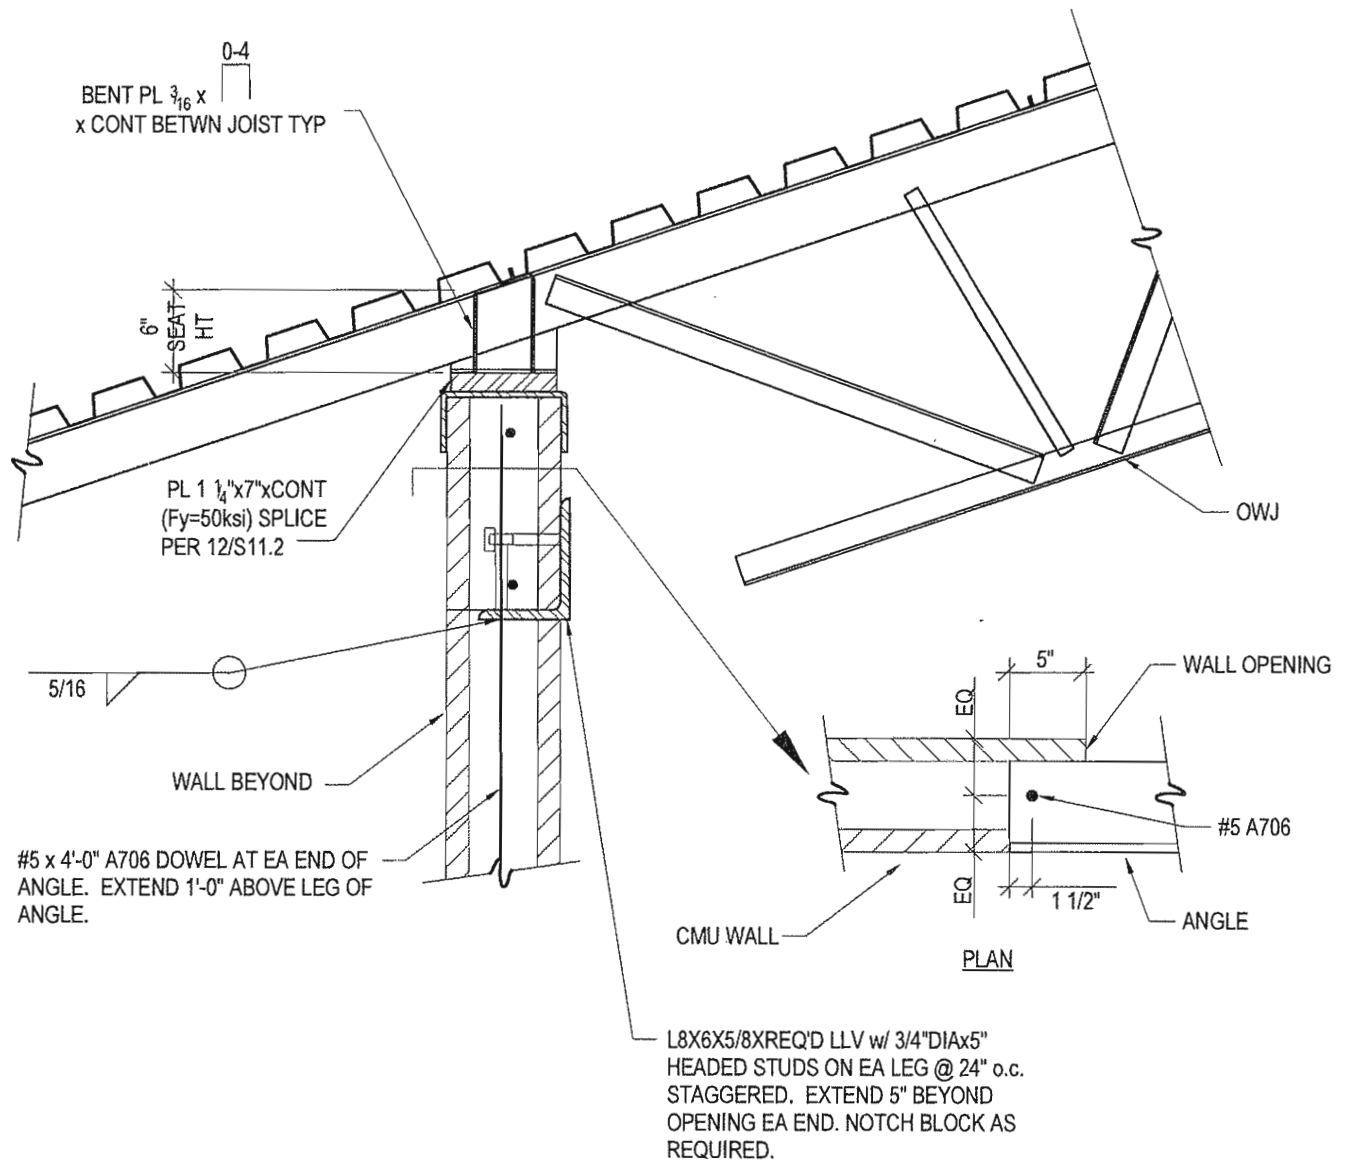 0-4
BENT PL 3/16 x
x CONT BETWN JOIST TYP
6"
SEAT
HT
PL 1 1/4"x7"xCONT
(Fy=50ksi) SPLICE
PER 12/S11.2
OWJ
5/16
5"
WALL OPENING
EQ
WALL BEYOND
#5 A706
#5 x 4'-0" A706 DOWEL AT EA END OF
ANGLE. EXTEND 1'-0" ABOVE LEG OF
ANGLE.
EQ
1 1/2"
ANGLE
CMU WALL
PLAN
L8X6X5/8XREQ'D LLV w/ 3/4"DIAx5"
HEADED STUDS ON EA LEG @ 24" o.c.
STAGGERED. EXTEND 5" BEYOND
OPENING EA END. NOTCH BLOCK AS
REQUIRED.